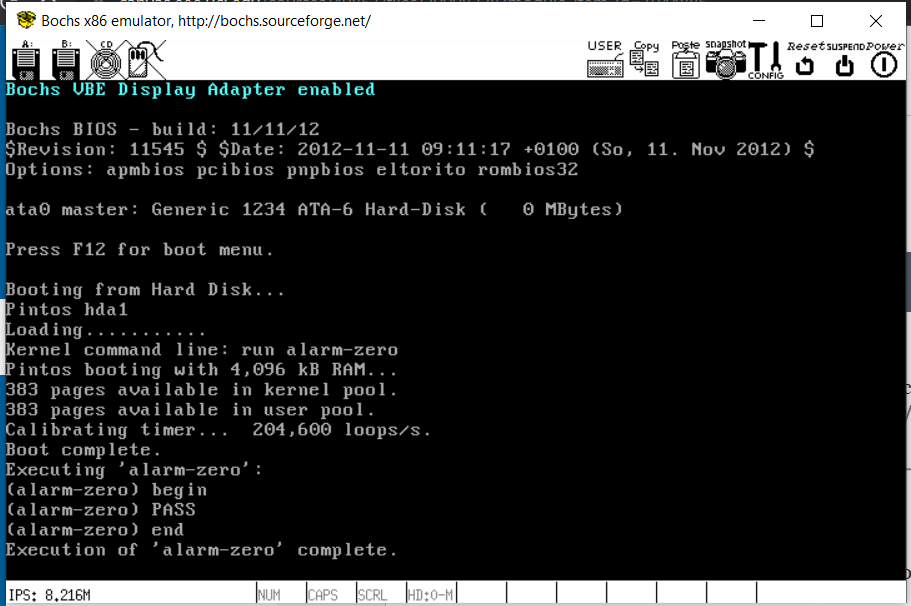 Bochs x86 emulator, http://bochs.sourceforge.net/
A: B: CD USER Copy Paste snapshot CONFIG Reset SUSPEND Power
Bochs VBE Display Adapter enabled
Bochs BIOS - build: 11/11/12
$Revision: 11545 $ $Date: 2012-11-11 09:11:17 +0100 (So, 11. Nov 2012) $
Options: apmbios pcibios pnpbios eltorito rombios32
ata0 master: Generic 1234 ATA-6 Hard-Disk (   0 MBytes)
Press F12 for boot menu.
Booting from Hard Disk...
Pintos hda1
Loading...........
Kernel command line: run alarm-zero
Pintos booting with 4,096 kB RAM...
383 pages available in kernel pool.
383 pages available in user pool.
Calibrating timer...  204,600 loops/s.
Boot complete.
Executing 'alarm-zero':
(alarm-zero) begin
(alarm-zero) PASS
(alarm-zero) end
Execution of 'alarm-zero' complete.
IPS: 8.216M NUM CAPS SCRL HD:0-M